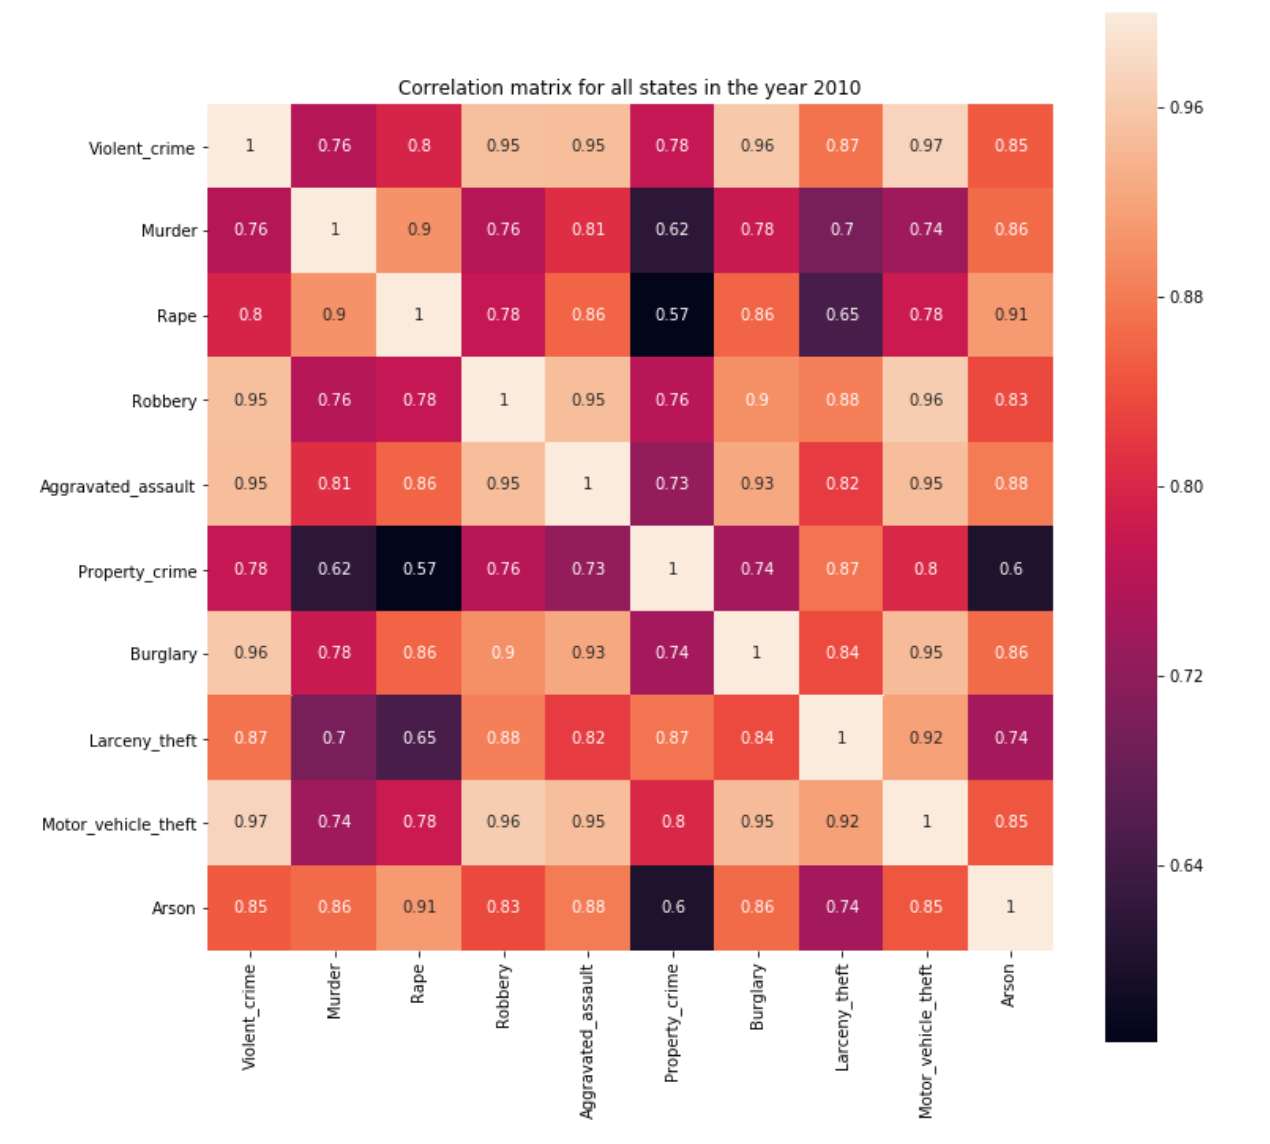 Correlation matrix for all states in the year 2010
Violent_crime 1 0.76 0.8 0.95 0.95 0.78 0.96 0.87 0.97 0.85
Murder 0.76 1 0.9 0.76 0.81 0.62 0.78 0.7 0.74 0.86
Rape 0.8 0.9 1 0.78 0.86 0.57 0.86 0.65 0.78 0.91
Robbery 0.95 0.76 0.78 1 0.95 0.76 0.9 0.88 0.96 0.83
Aggravated_assault 0.95 0.81 0.86 0.95 1 0.73 0.93 0.82 0.95 0.88
Property_crime 0.78 0.62 0.57 0.76 0.73 1 0.74 0.87 0.8 0.6
Burglary 0.96 0.78 0.86 0.9 0.93 0.74 1 0.84 0.95 0.86
Larceny_theft 0.87 0.7 0.65 0.88 0.82 0.87 0.84 1 0.92 0.74
Motor_vehicle_theft 0.97 0.74 0.78 0.96 0.95 0.8 0.95 0.92 1 0.85
Arson 0.85 0.86 0.91 0.83 0.88 0.6 0.86 0.74 0.85 1
Violent_crime
Murder
Rape
Robbery
Aggravated_assault
Property_crime
Burglary
Larceny_theft
Motor_vehicle_theft
Arson
0.96
0.88
0.80
0.72
0.64